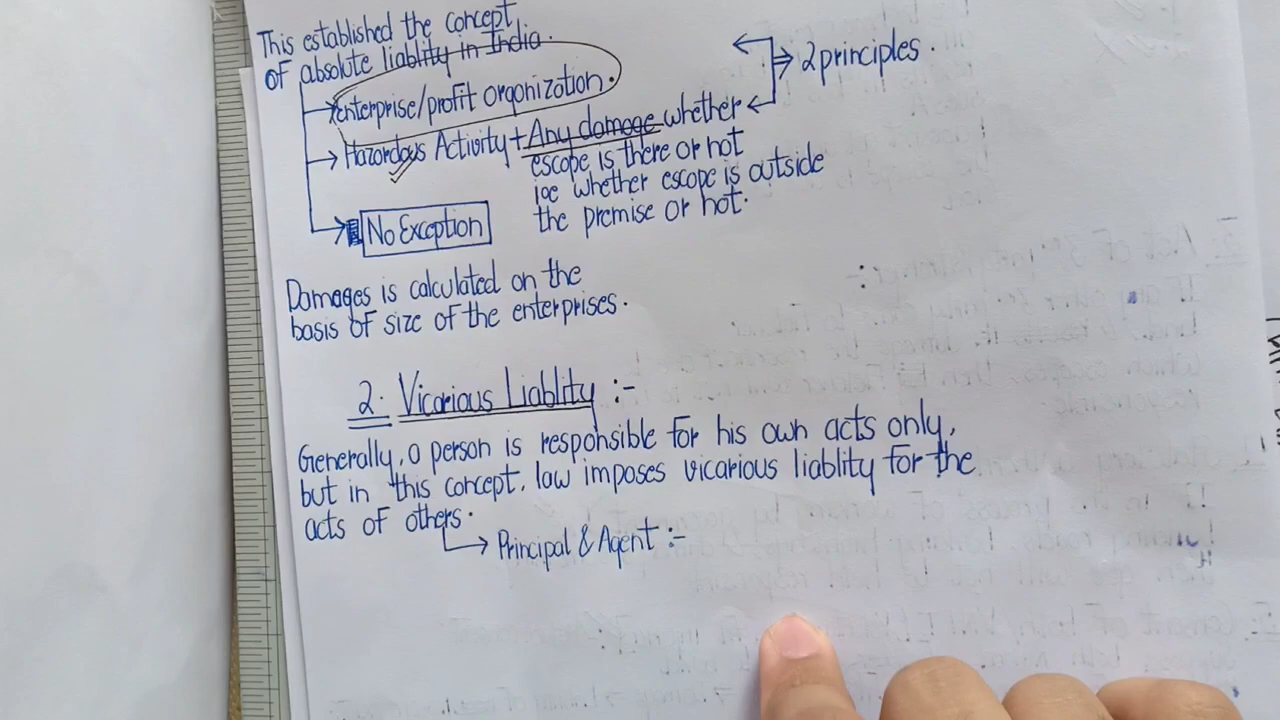 This established the concept
of absolute liablity in India.
enterprise/profit organization.
2 principles.
Hazardous Activity + Any damage whether
escape is there or not
ige whether escape is outside
the premise or not.
No Exception
Damages is calculated on the
basis of size of the enterprises.
2. Vicarious Liablity :-
Generally, a person is responsible for his own acts only,
but in this concept, law imposes vicarious liablity for the
acts of others.
Principal & Agent :-